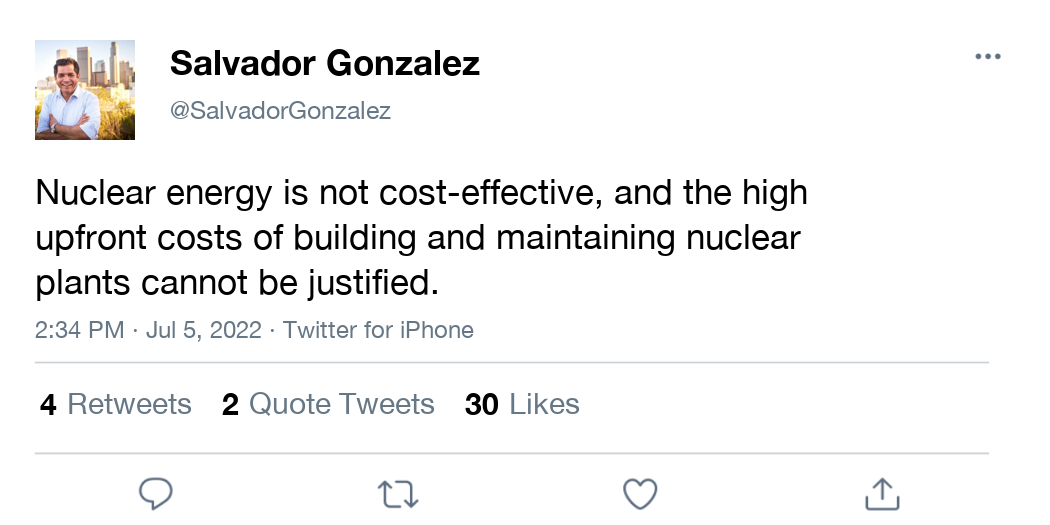 Salvador Gonzalez
@SalvadorGonzalez
Nuclear energy is not cost-effective, and the high
upfront costs of building and maintaining nuclear
plants cannot be justified.
2:34 PM · Jul 5, 2022 · Twitter for iPhone
4 Retweets 2 Quote Tweets 30 Likes